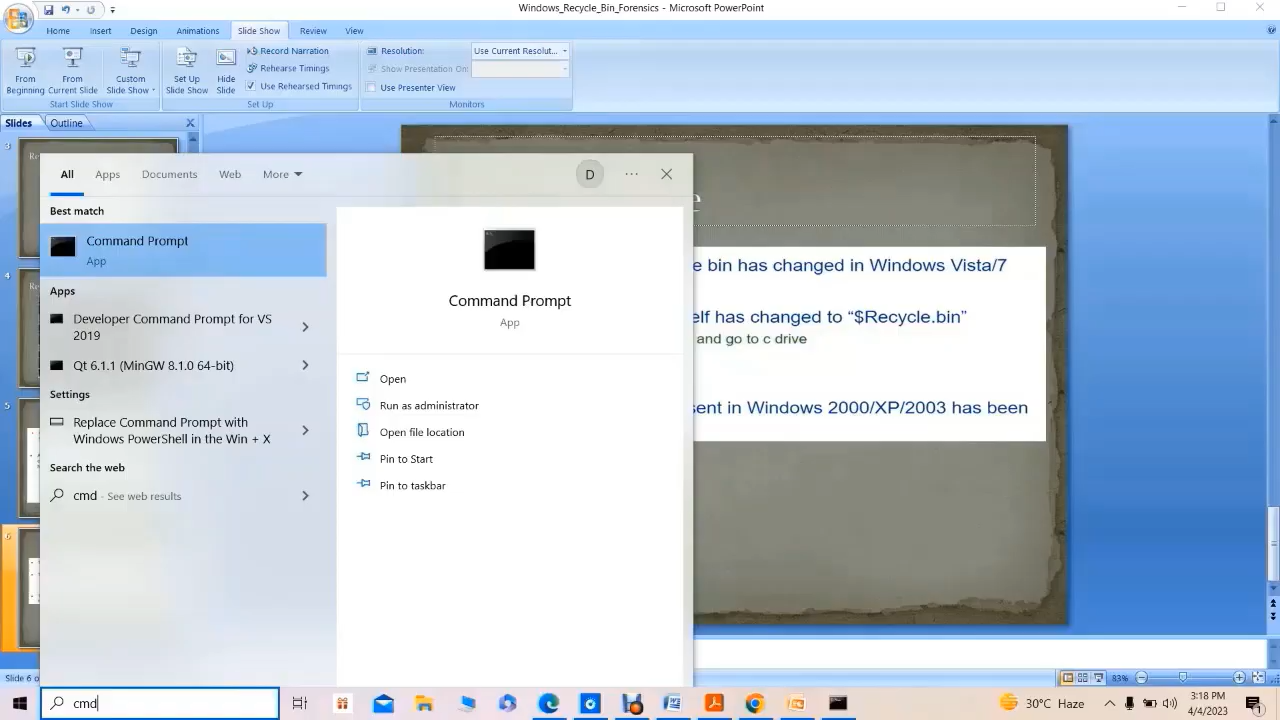 Windows_Recycle_Bin_Forensics - Microsoft PowerPoint
Home Insert Design Animations Slide Show Review View
From Beginning
From Current Slide
Custom Slide Show
Start Slide Show
Set Up Slide Show
Hide Slide
Record Narration
Rehearse Timings
Use Rehearsed Timings
Set Up
Resolution: Use Current Resolut...
Show Presentation On:
Use Presenter View
Monitors
Slides Outline
3
4
5
6
All Apps Documents Web More
D ...
Best match
Command Prompt
App
Apps
Developer Command Prompt for VS
2019
Qt 6.1.1 (MinGW 8.1.0 64-bit)
Settings
Replace Command Prompt with
Windows PowerShell in the Win + X
Search the web
cmd - See web results
Command Prompt
App
Open
Run as administrator
Open file location
Pin to Start
Pin to taskbar
e bin has changed in Windows Vista/7
elf has changed to “$Recycle.bin”
and go to c drive
sent in Windows 2000/XP/2003 has been
Slide 6 o
83%
cmd
30°C Haze
3:18 PM
4/4/2023